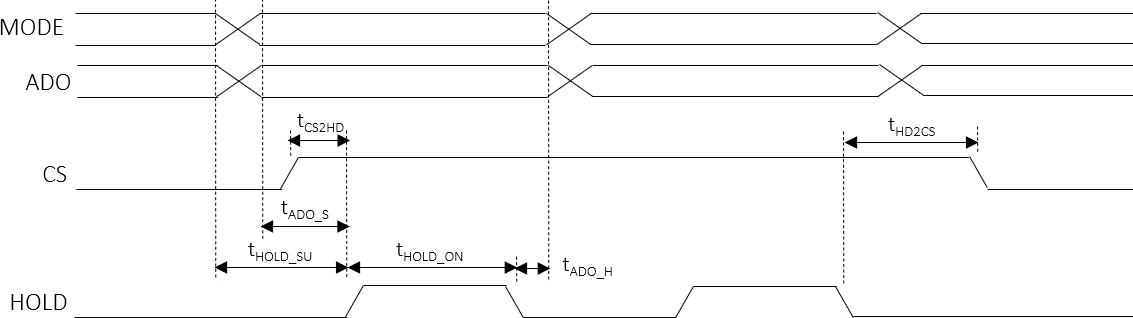 MODE
ADO
tCS2HD
tHD2CS
CS
tADO_S
tHOLD_SU
tHOLD_ON
tADO_H
HOLD